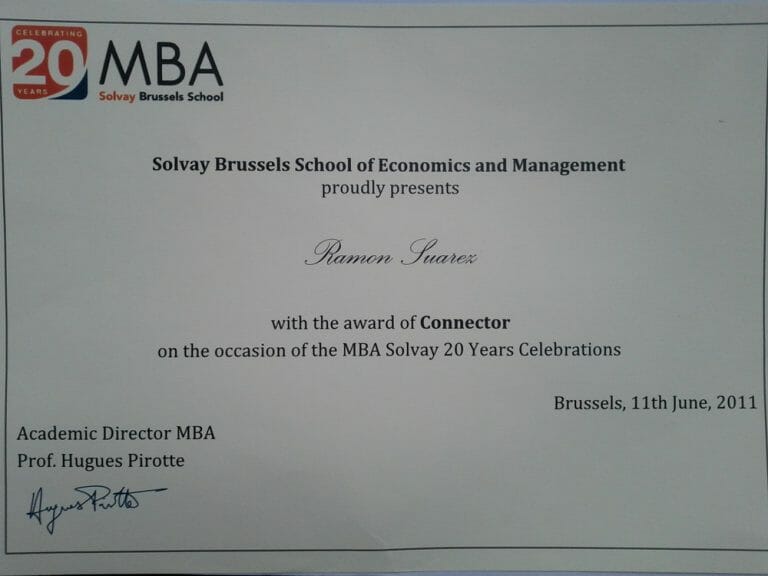 CELEBRATING
20
YEARS
MBA
Solvay Brussels School
Solvay Brussels School of Economics and Management
proudly presents
Ramon Suarez
with the award of Connector
on the occasion of the MBA Solvay 20 Years Celebrations
Brussels, 11th June, 2011
Academic Director MBA
Prof. Hugues Pirotte
Hugues Pirotte